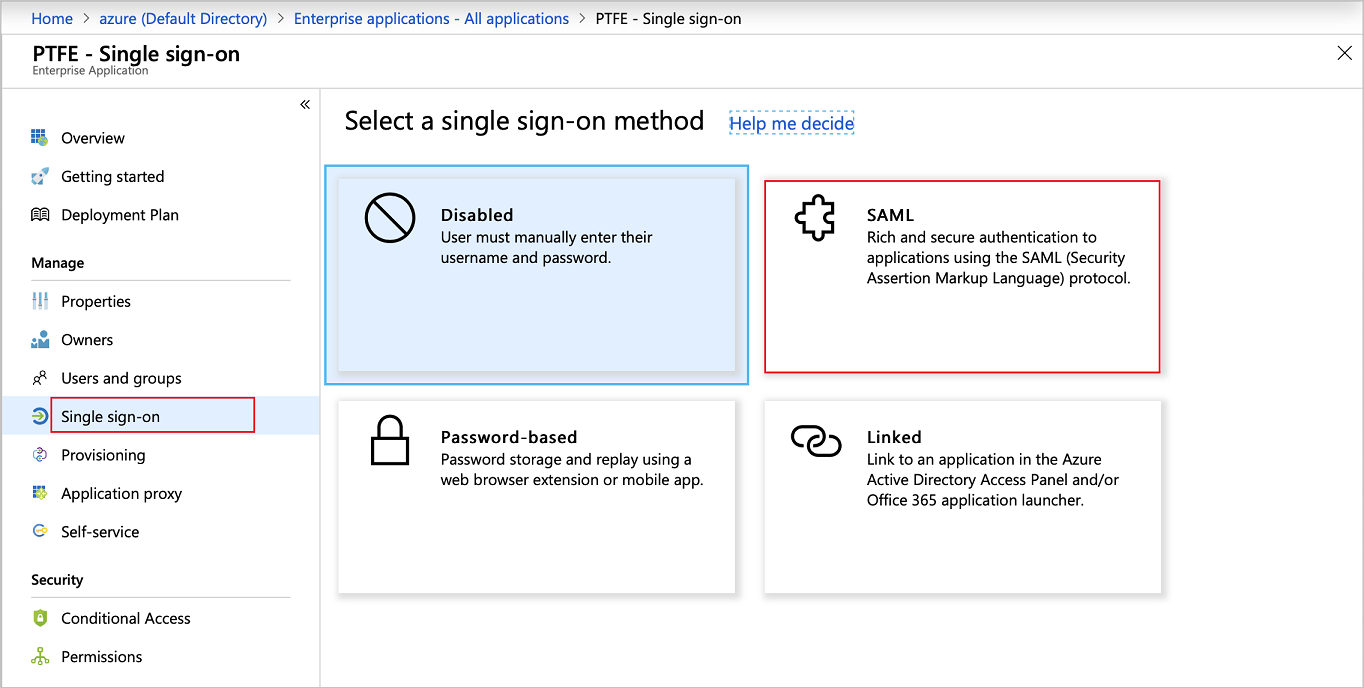 Home > azure (Default Directory) > Enterprise applications - All applications > PTFE - Single sign-on
PTFE - Single sign-on
Enterprise Application
«
Overview
Getting started
Deployment Plan
Manage
Properties
Owners
Users and groups
Single sign-on
Provisioning
Application proxy
Self-service
Security
Conditional Access
Permissions
Select a single sign-on method Help me decide
Disabled
User must manually enter their
username and password.
SAML
Rich and secure authentication to
applications using the SAML (Security
Assertion Markup Language) protocol.
Password-based
Password storage and replay using a
web browser extension or mobile app.
Linked
Link to an application in the Azure
Active Directory Access Panel and/or
Office 365 application launcher.